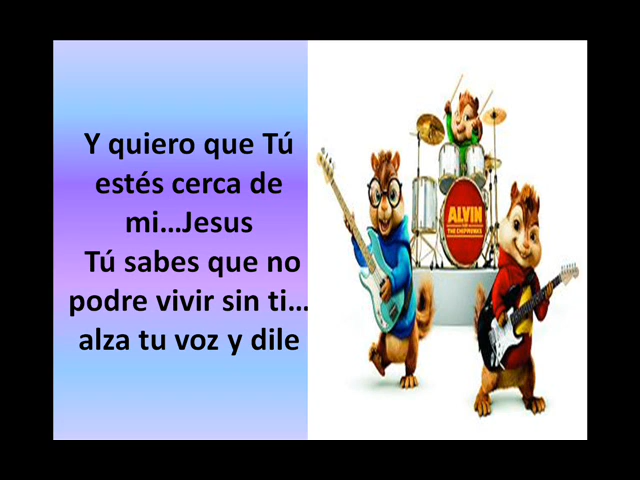 Y quiero que Tú
estés cerca de
mi...Jesus
Tú sabes que no
podre vivir sin ti...
alza tu voz y dile
ALVIN
AND
THE CHIPMUNKS